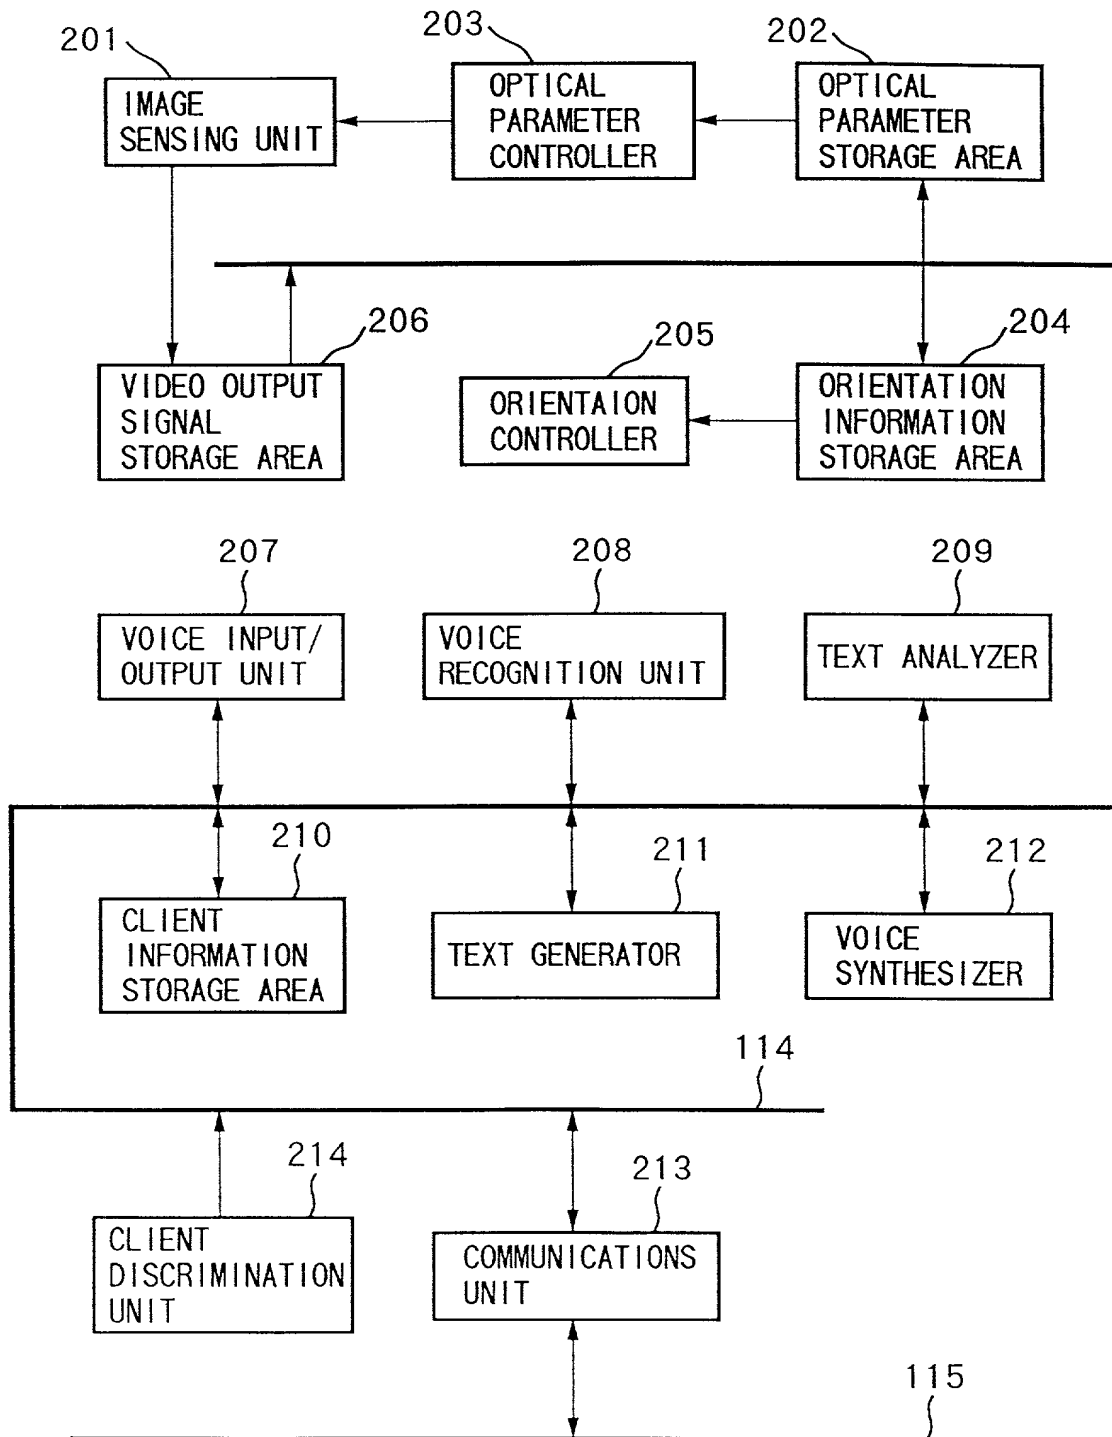 201
203
202
IMAGE
SENSING UNIT
OPTICAL
PARAMETER
CONTROLLER
OPTICAL
PARAMETER
STORAGE AREA
206
205
204
VIDEO OUTPUT
SIGNAL
STORAGE AREA
ORIENTAION
CONTROLLER
ORIENTATION
INFORMATION
STORAGE AREA
207
208
209
VOICE INPUT/
OUTPUT UNIT
VOICE
RECOGNITION UNIT
TEXT ANALYZER
210
211
212
CLIENT
INFORMATION
STORAGE AREA
TEXT GENERATOR
VOICE
SYNTHESIZER
114
214
213
CLIENT
DISCRIMINATION
UNIT
COMMUNICATIONS
UNIT
115